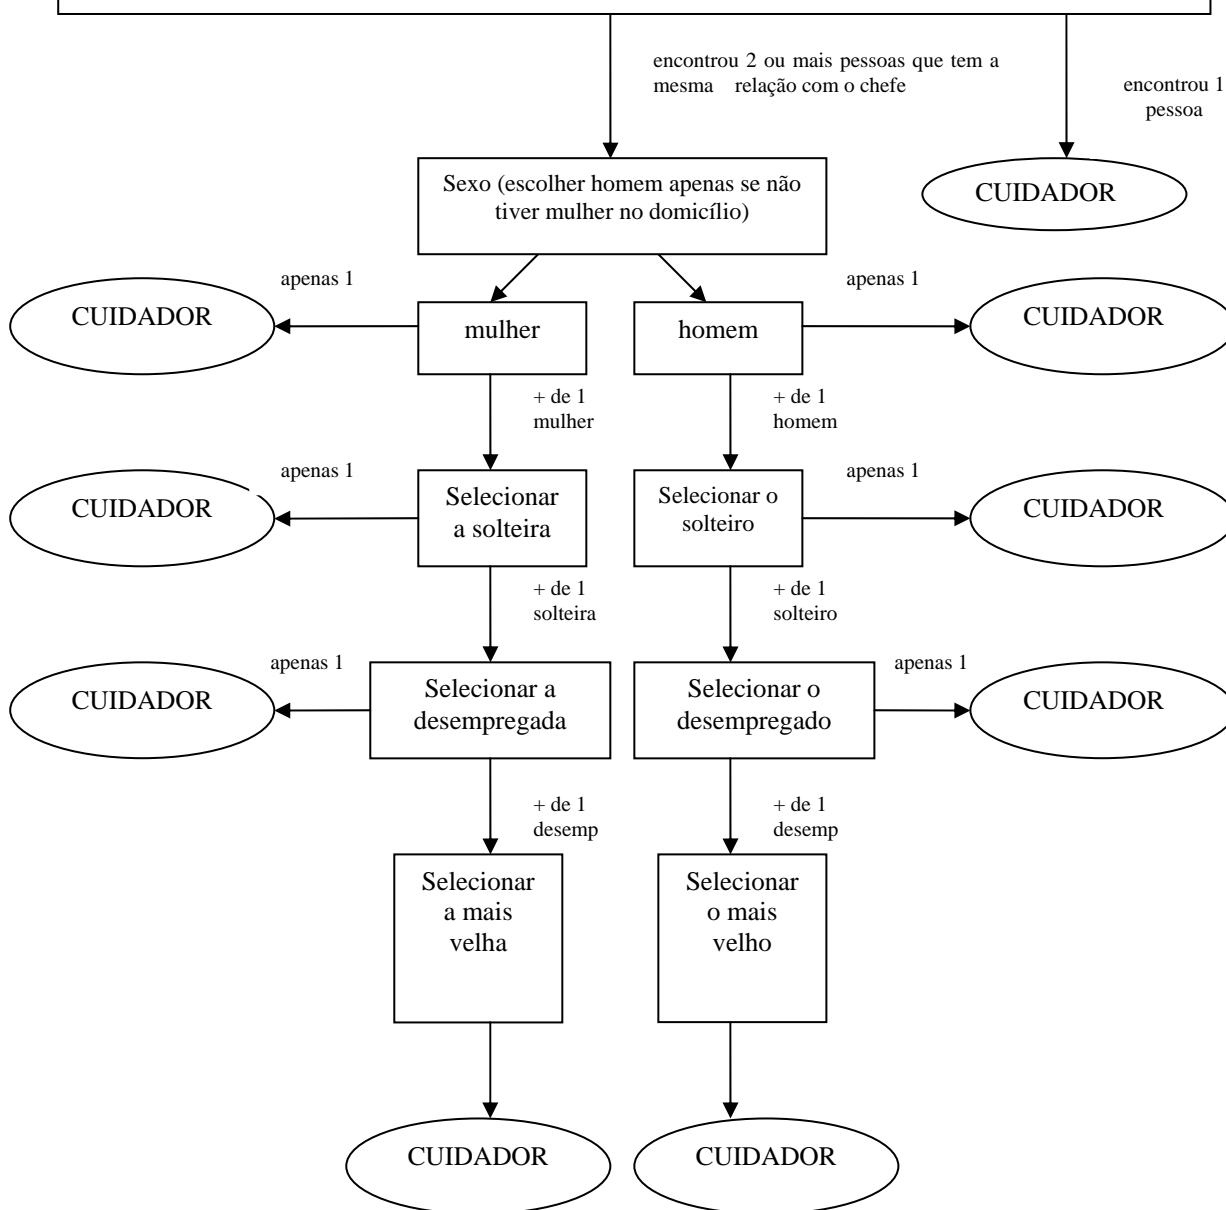 encontrou 2 ou mais pessoas que tem a
mesma relação com o chefe
encontrou 1
pessoa
Sexo (escolher homem apenas se não
tiver mulher no domicílio)
CUIDADOR
CUIDADOR
apenas 1
mulher
homem
apenas 1
CUIDADOR
+ de 1
mulher
+ de 1
homem
CUIDADOR
apenas 1
Selecionar
a solteira
Selecionar o
solteiro
apenas 1
CUIDADOR
+ de 1
solteira
+ de 1
solteiro
CUIDADOR
apenas 1
Selecionar a
desempregada
Selecionar o
desempregado
apenas 1
CUIDADOR
+ de 1
desemp
+ de 1
desemp
Selecionar
a mais
velha
Selecionar
o mais
velho
CUIDADOR
CUIDADOR